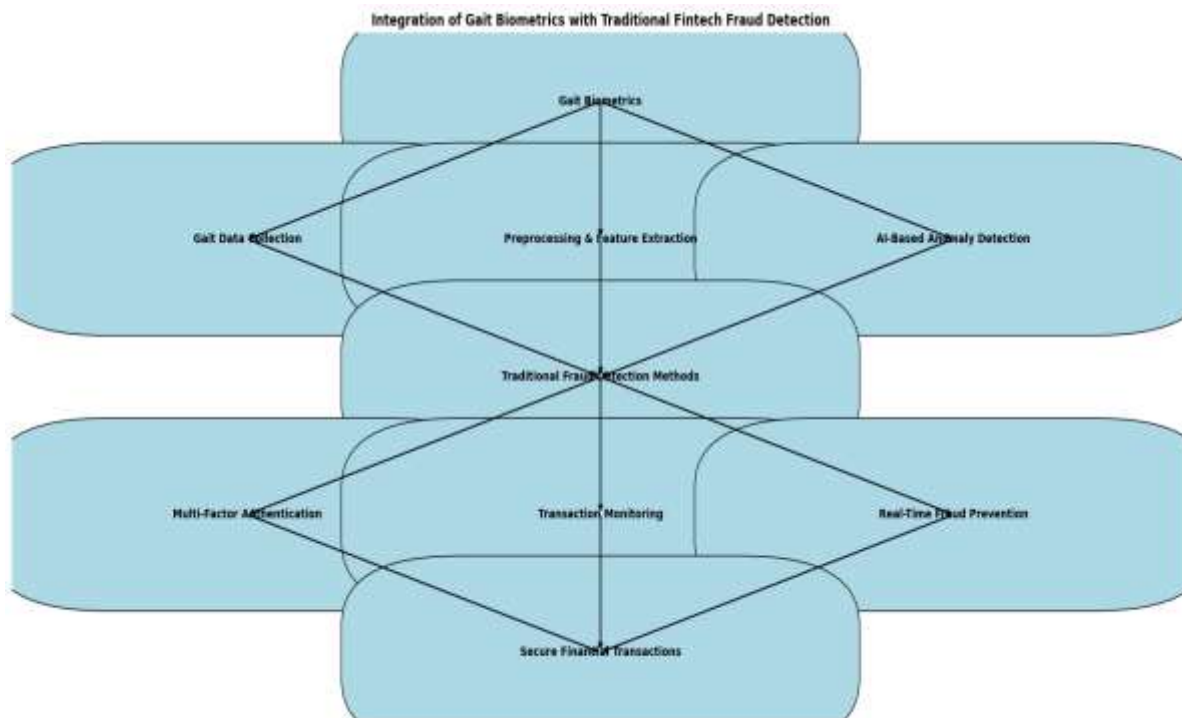 Integration of Gait Biometrics with Traditional Fintech Fraud Detection
Gait Biometrics
Gait Data Collection
Preprocessing & Feature Extraction
AI-Based Anomaly Detection
Traditional Fraud Detection Methods
Multi-Factor Authentication
Transaction Monitoring
Real-Time Fraud Prevention
Secure Financial Transactions